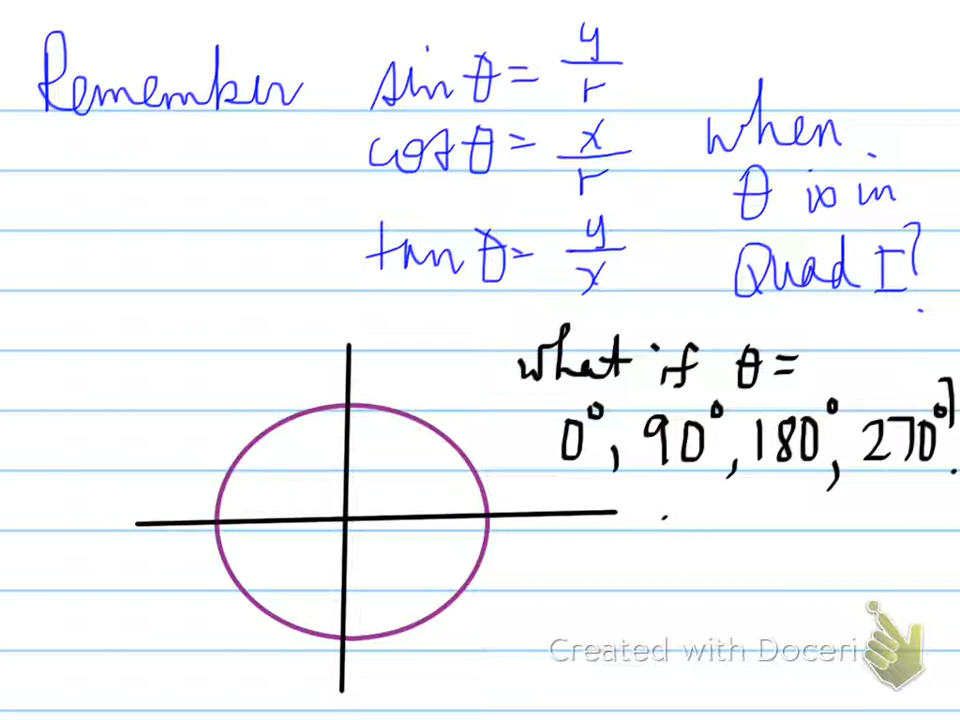 Remember sin θ = y/r
cos θ = x/r when
θ is in
tan θ = y/x Quad I?
what if θ =
0°, 90°, 180°, 270°?
Created with Doceri